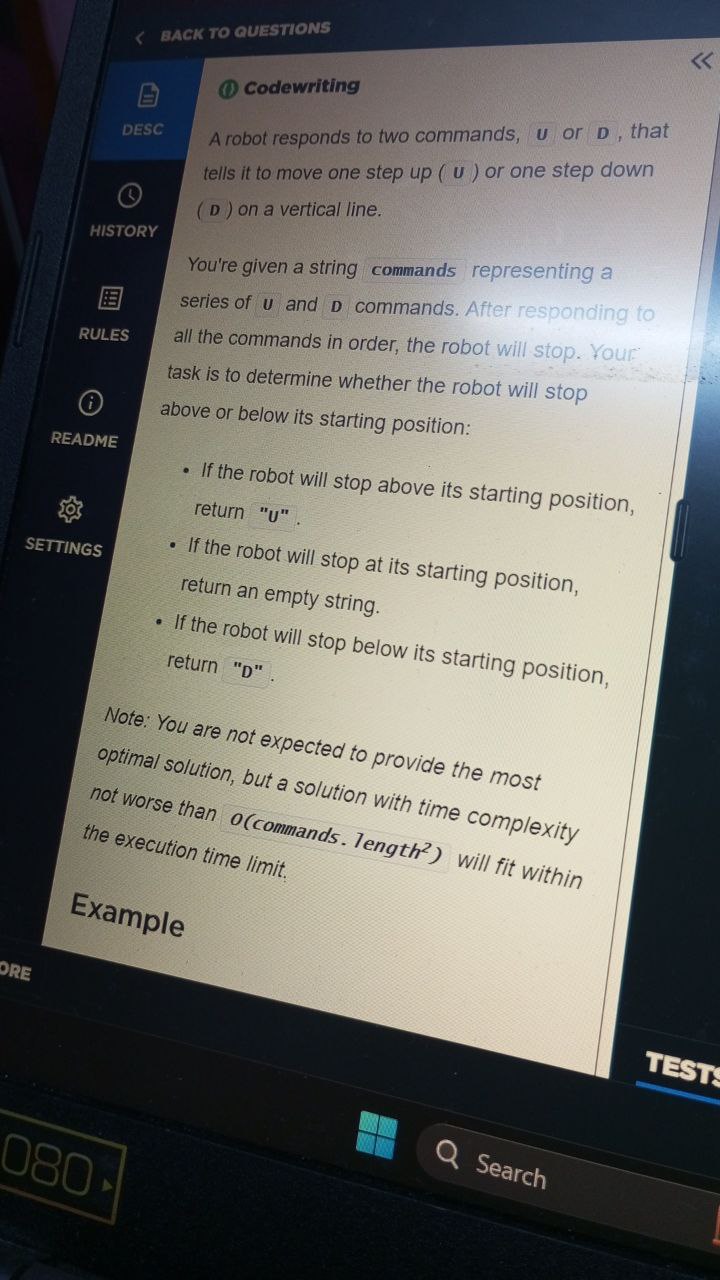 BACK TO QUESTIONS
Codewriting
DESC
A robot responds to two commands, U or D, that
tells it to move one step up ( U ) or one step down
( D ) on a vertical line.
HISTORY
You're given a string commands representing a
series of U and D commands. After responding to
RULES
all the commands in order, the robot will stop. Your
task is to determine whether the robot will stop
above or below its starting position:
README
If the robot will stop above its starting position,
return "U".
SETTINGS
If the robot will stop at its starting position,
return an empty string.
If the robot will stop below its starting position,
return "D".
Note: You are not expected to provide the most
optimal solution, but a solution with time complexity
not worse than O(commands.length²) will fit within
the execution time limit.
Example
ORE
TESTS
080
Search